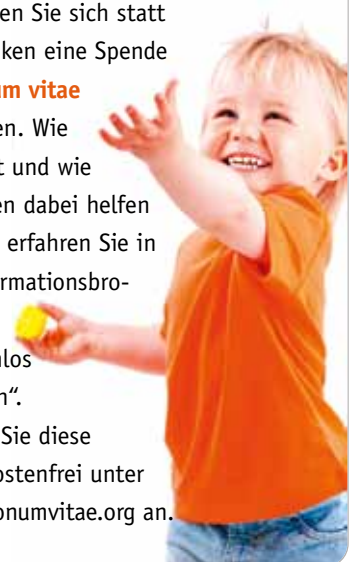 en Sie sich statt
ken eine Spende
um vitae
en. Wie
t und wie
en dabei helfen
erfahren Sie in
rmationsbro-
los
n“.
Sie diese
ostenfrei unter
onumvitae.org an.